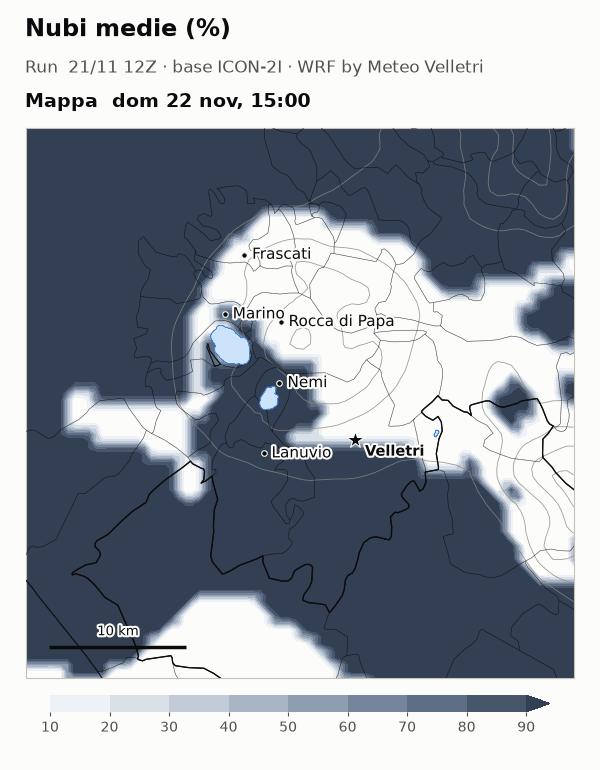 Nubi medie (%)
Run  21/11 12Z · base ICON-2I · WRF by Meteo Velletri
Mappa  dom 22 nov, 15:00
Frascati
Marino
Rocca di Papa
Nemi
Velletri
Lanuvio
10 km
10 20 30 40 50 60 70 80 90